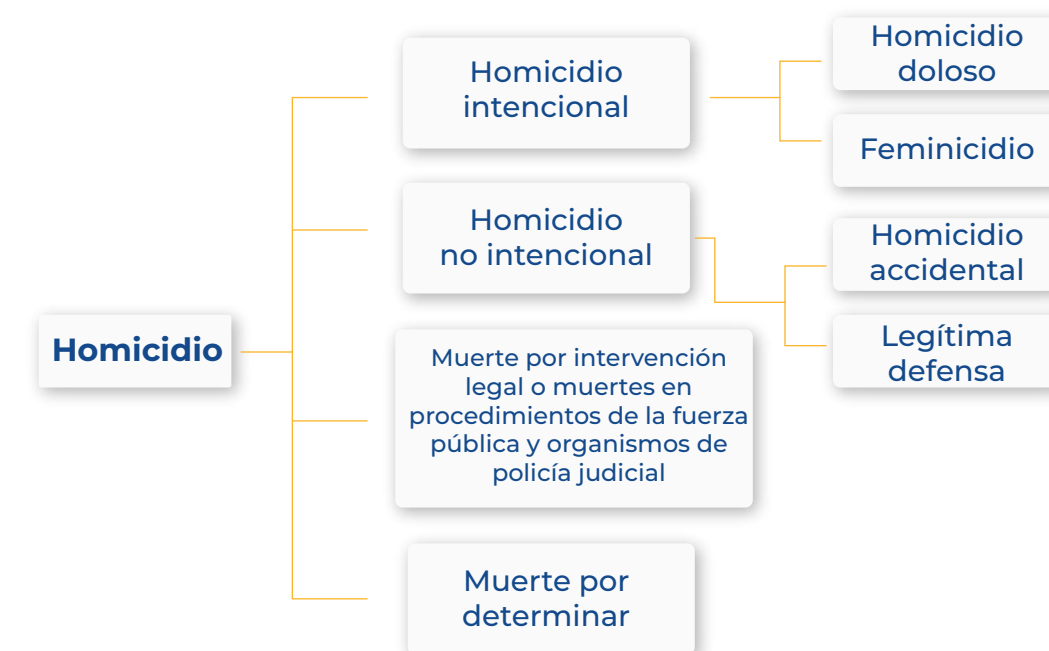 Homicidio
Homicidio
intencional
Homicidio
doloso
Feminicidio
Homicidio
no intencional
Homicidio
accidental
Legítima
defensa
Muerte por intervención
legal o muertes en
procedimientos de la fuerza
pública y organismos de
policía judicial
Muerte por
determinar